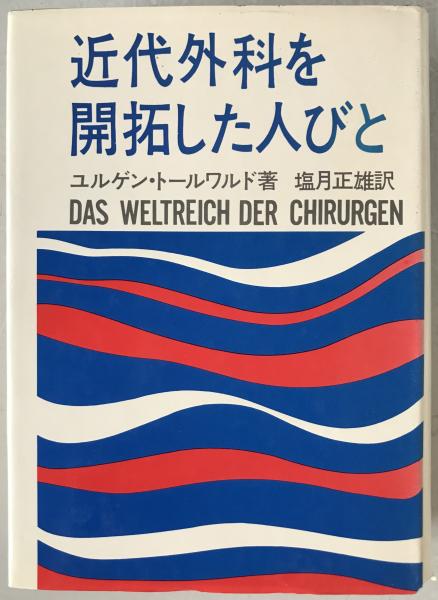 近代外科を
開拓した人びと
ユルゲン・トールワルド著 塩月正雄訳
DAS WELTREICH DER CHIRURGEN